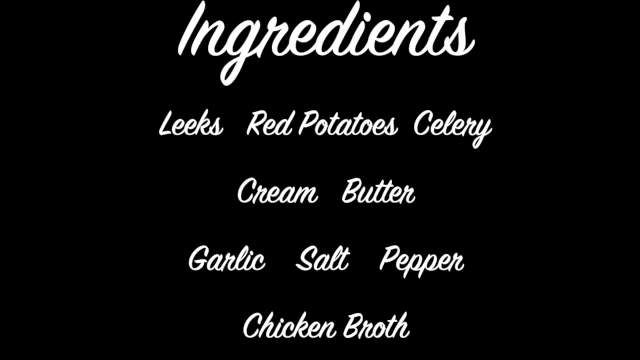 Ingredients
Leeks Red Potatoes Celery
Cream Butter
Garlic Salt Pepper
Chicken Broth